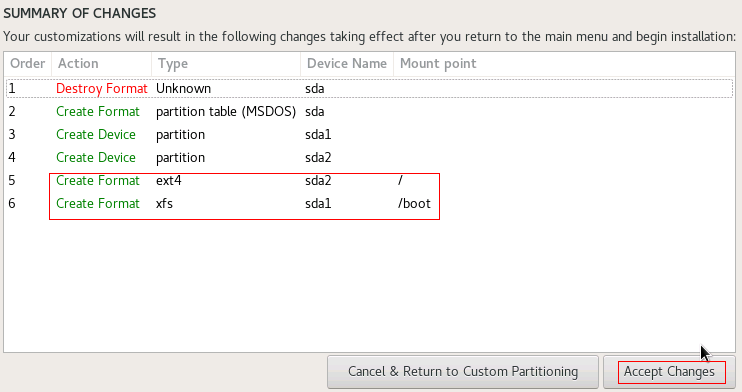 SUMMARY OF CHANGES
Your customizations will result in the following changes taking effect after you return to the main menu and begin installation:
Order Action Type Device Name Mount point
1 Destroy Format Unknown sda
2 Create Format partition table (MSDOS) sda
3 Create Device partition sda1
4 Create Device partition sda2
5 Create Format ext4 sda2 /
6 Create Format xfs sda1 /boot
Cancel & Return to Custom Partitioning Accept Changes